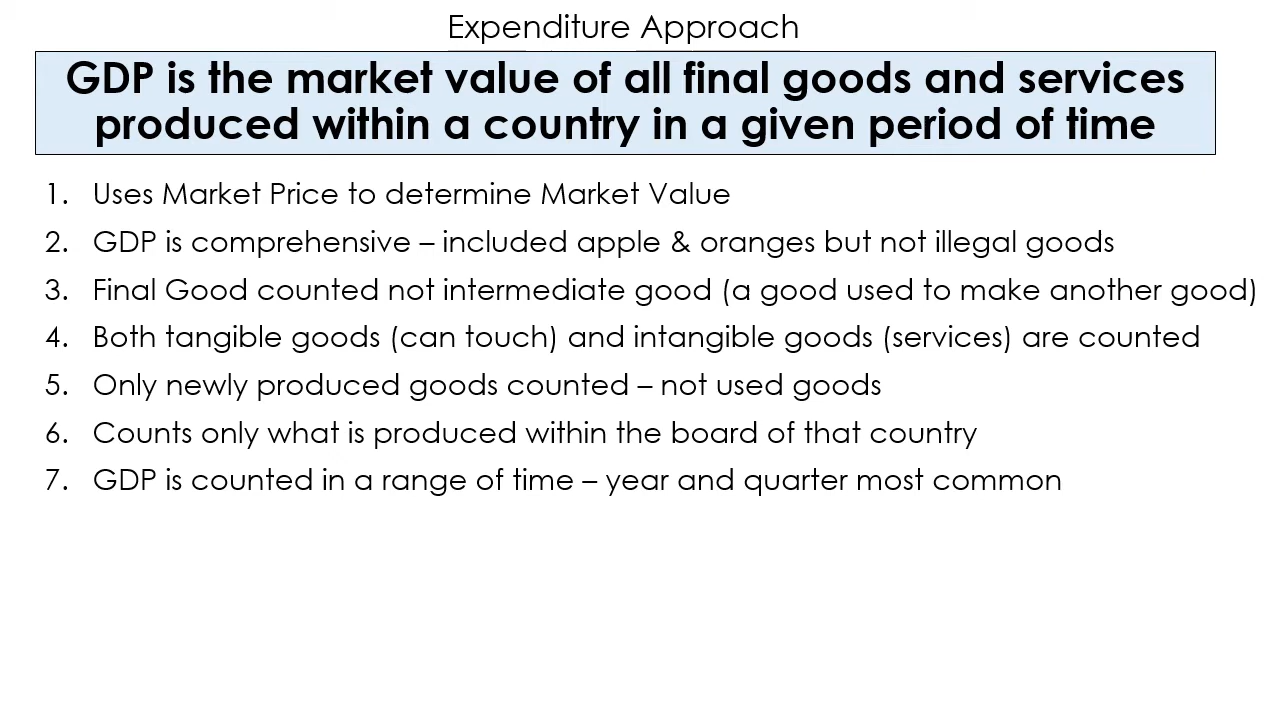 Expenditure Approach
GDP is the market value of all final goods and services
produced within a country in a given period of time
1. Uses Market Price to determine Market Value
2. GDP is comprehensive – included apple & oranges but not illegal goods
3. Final Good counted not intermediate good (a good used to make another good)
4. Both tangible goods (can touch) and intangible goods (services) are counted
5. Only newly produced goods counted – not used goods
6. Counts only what is produced within the board of that country
7. GDP is counted in a range of time – year and quarter most common